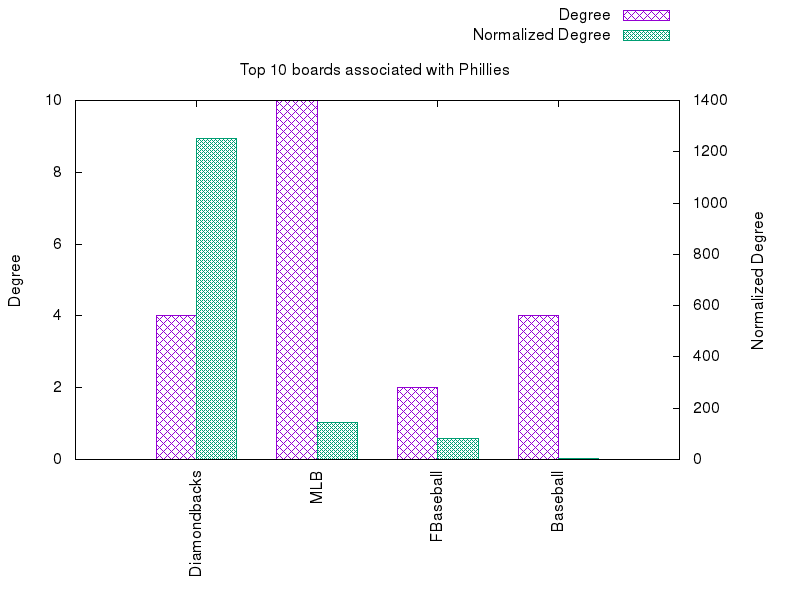 Degree
Normalized Degree
Top 10 boards associated with Phillies
10
8
6
4
2
0
1400
1200
1000
800
600
400
200
0
Degree
Normalized Degree
Diamondbacks
MLB
FBaseball
Baseball